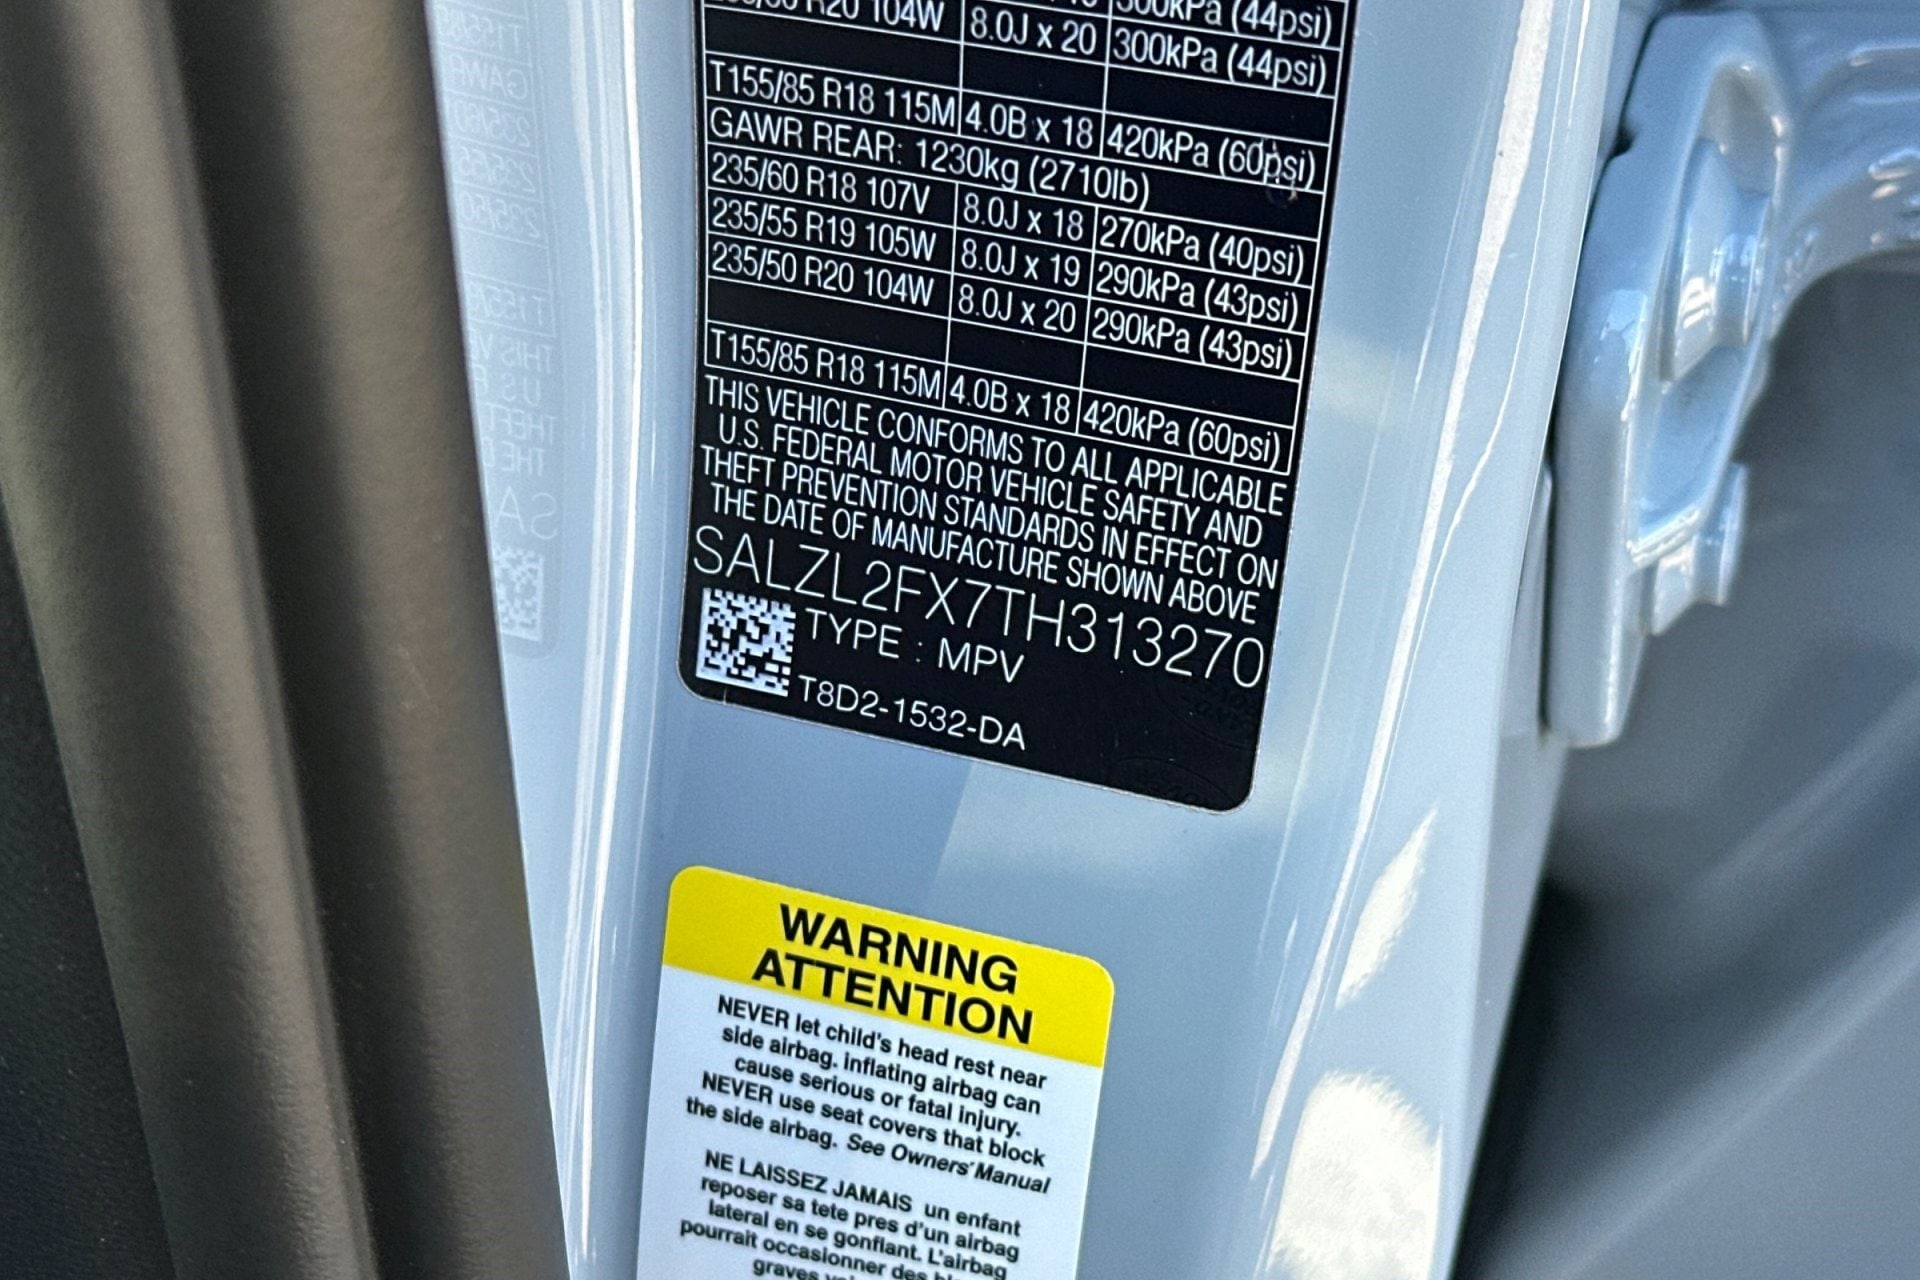 300kPa (44psi)
R20 104W 8.0J x 20 300kPa (44psi)
T155/85 R18 115M 4.0B x 18 420kPa (60psi)
GAWR REAR: 1230kg (2710lb)
235/60 R18 107V 8.0J x 18 270kPa (40psi)
235/55 R19 105W 8.0J x 19 290kPa (43psi)
235/50 R20 104W 8.0J x 20 290kPa (43psi)
T155/85 R18 115M 4.0B x 18 420kPa (60psi)
THIS VEHICLE CONFORMS TO ALL APPLICABLE
U.S. FEDERAL MOTOR VEHICLE SAFETY AND
THEFT PREVENTION STANDARDS IN EFFECT ON
THE DATE OF MANUFACTURE SHOWN ABOVE
SALZL2FX7TH313270
TYPE : MPV
T8D2-1532-DA
WARNING
ATTENTION
NEVER let child's head rest near
side airbag. inflating airbag can
cause serious or fatal injury.
NEVER use seat covers that block
the side airbag. See Owners' Manual
NE LAISSEZ JAMAIS un enfant
reposer sa tete pres d'un airbag
lateral en se gonflant. L'airbag
pourrait occasionner des
graves